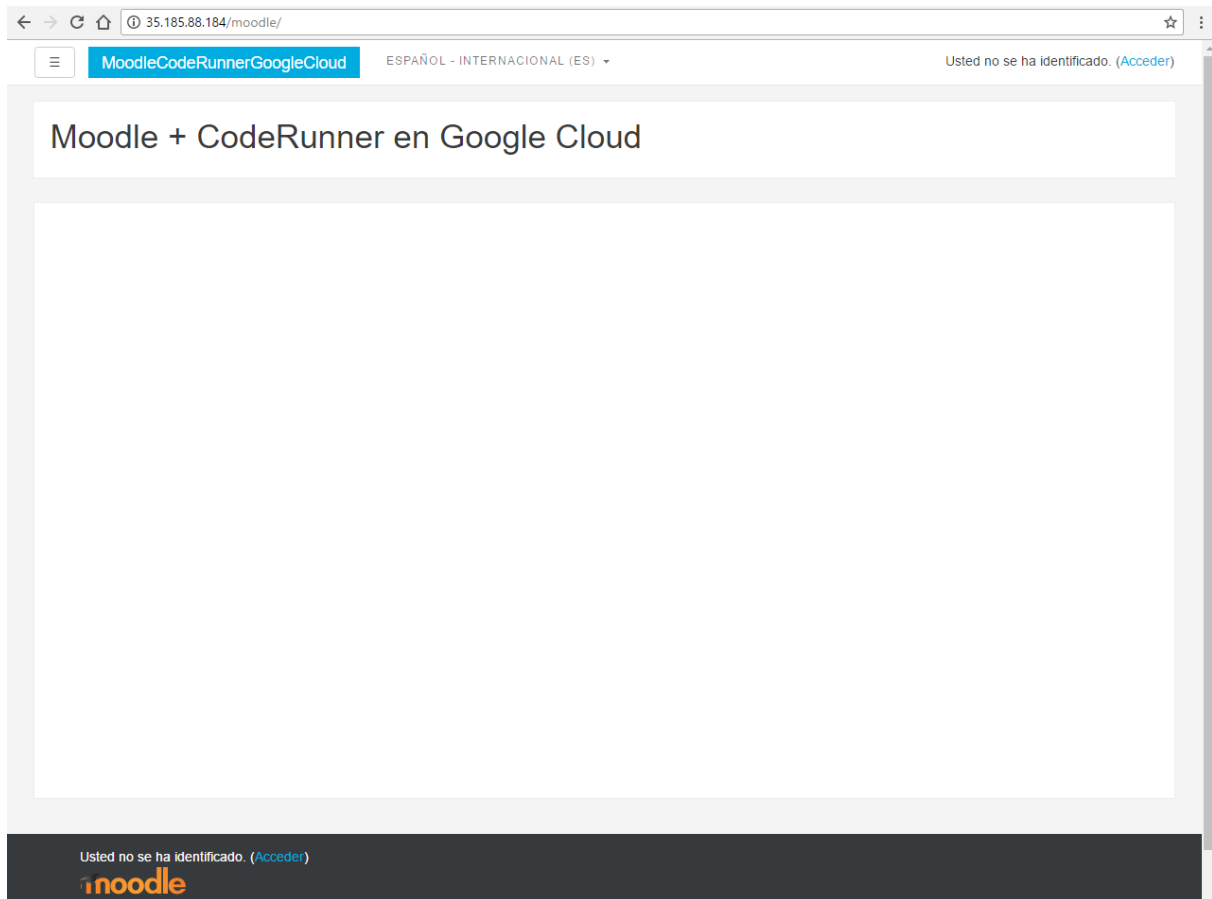 35.185.88.184/moodle/
MoodleCodeRunnerGoogleCloud ESPAÑOL - INTERNACIONAL (ES) Usted no se ha identificado. (Acceder)
Moodle + CodeRunner en Google Cloud
Usted no se ha identificado. (Acceder)
moodle